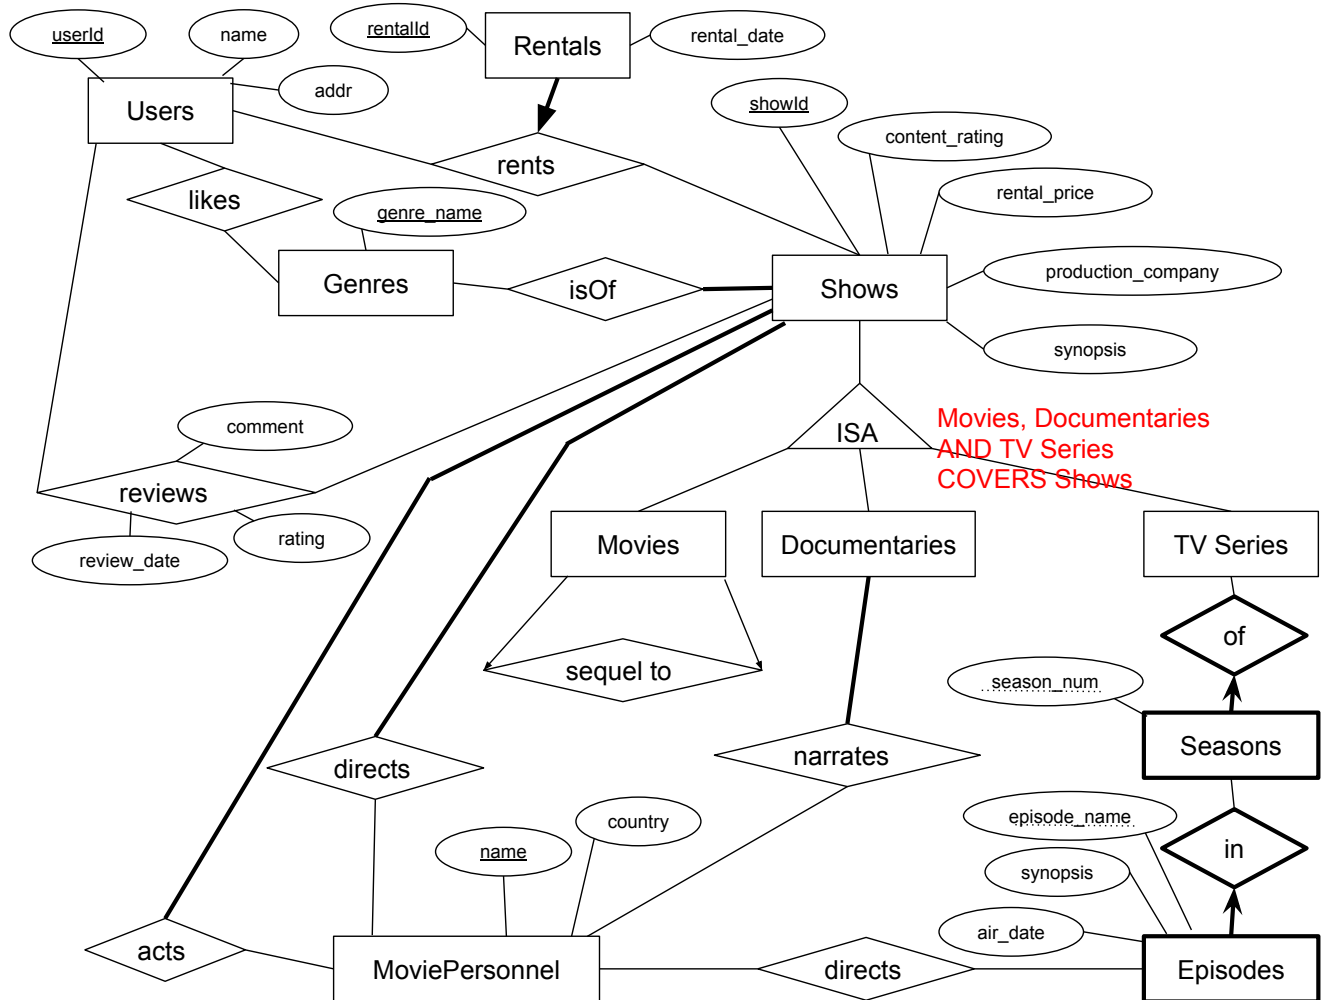 userId
name
rentalId
Rentals
rental_date
addr
Users
showId
content_rating
rents
likes
genre_name
rental_price
Genres
isOf
Shows
production_company
synopsis
comment
ISA
Movies, Documentaries
AND TV Series
COVERS Shows
reviews
rating
review_date
Movies
Documentaries
TV Series
of
sequel to
season_num
Seasons
directs
narrates
country
episode_name
name
in
synopsis
air_date
acts
MoviePersonnel
directs
Episodes